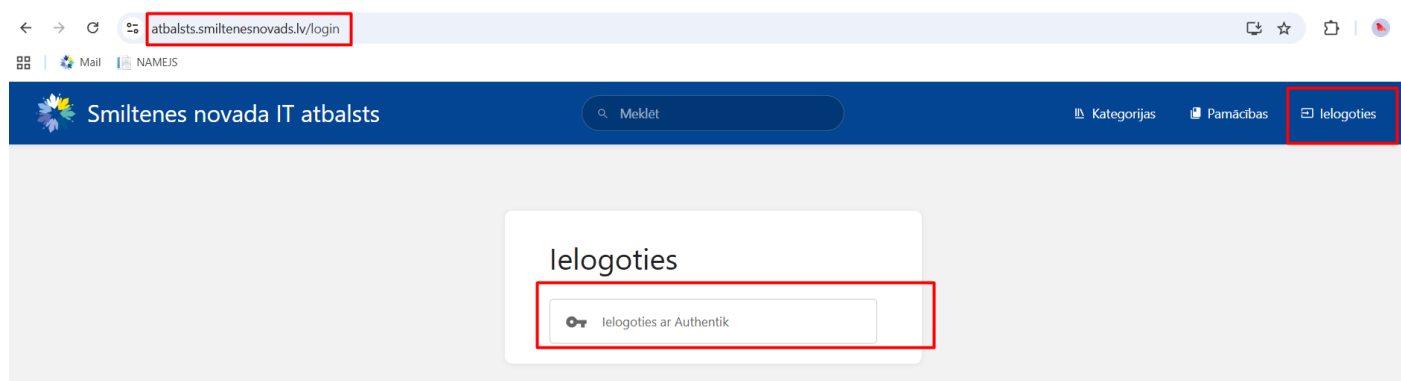 atbalsts.smiltenesnovads.lv/login
Mail NAMEJS
Smiltenes novada IT atbalsts Meklēt Kategorijas Pamācības Ielogoties
Ielogoties
Ielogoties ar Authentik